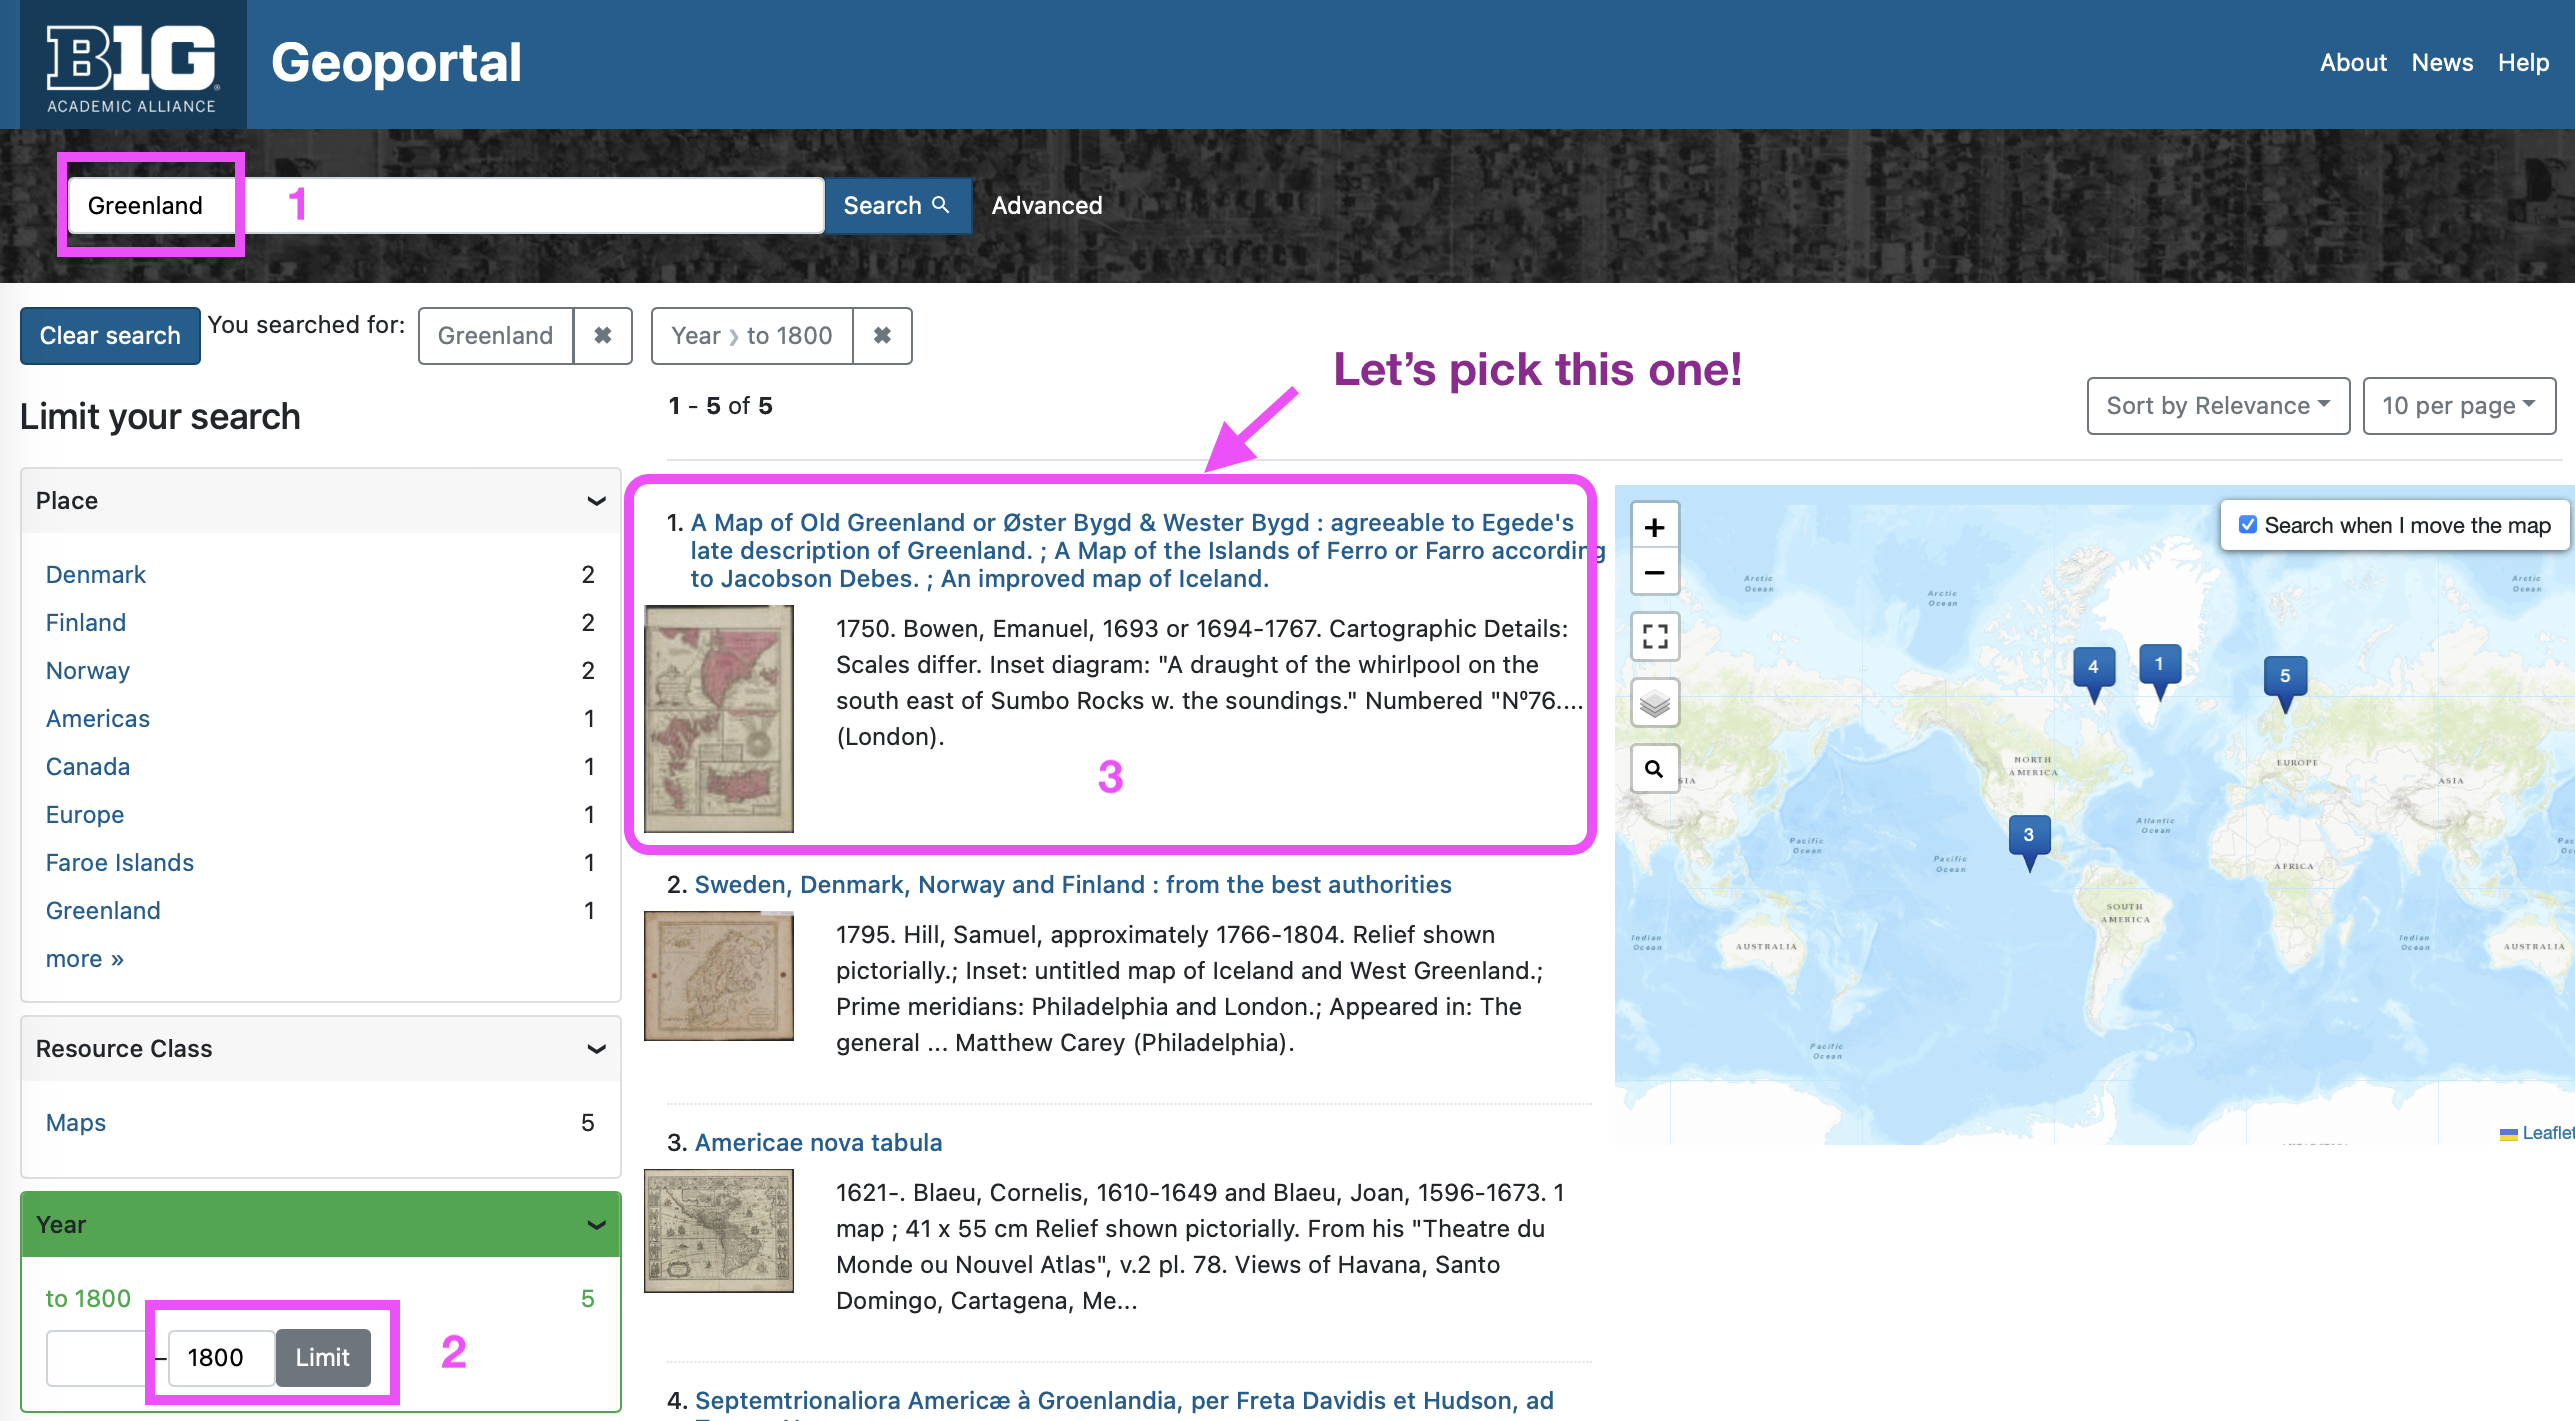 B1G
ACADEMIC ALLIANCE
Geoportal
About News Help
Greenland
1
Search
Advanced
Clear search
You searched for:
Greenland ✖
Year ❯ to 1800 ✖
Let's pick this one!
Limit your search
1 - 5 of 5
Sort by Relevance
10 per page
Place
Denmark 2
Finland 2
Norway 2
Americas 1
Canada 1
Europe 1
Faroe Islands 1
Greenland 1
more »
Resource Class
Maps 5
Year
to 1800 5
– 1800 Limit
2
1. A Map of Old Greenland or Øster Bygd & Wester Bygd : agreeable to Egede's
late description of Greenland. ; A Map of the Islands of Ferro or Farro according
to Jacobson Debes. ; An improved map of Iceland.
1750. Bowen, Emanuel, 1693 or 1694-1767. Cartographic Details:
Scales differ. Inset diagram: "A draught of the whirlpool on the
south east of Sumbo Rocks w. the soundings." Numbered "Nº76....
(London).
3
2. Sweden, Denmark, Norway and Finland : from the best authorities
1795. Hill, Samuel, approximately 1766-1804. Relief shown
pictorially.; Inset: untitled map of Iceland and West Greenland.;
Prime meridians: Philadelphia and London.; Appeared in: The
general ... Matthew Carey (Philadelphia).
3. Americae nova tabula
1621-. Blaeu, Cornelis, 1610-1649 and Blaeu, Joan, 1596-1673. 1
map ; 41 x 55 cm Relief shown pictorially. From his "Theatre du
Monde ou Nouvel Atlas", v.2 pl. 78. Views of Havana, Santo
Domingo, Cartagena, Me...
4. Septemtrionaliora Americæ à Groenlandia, per Freta Davidis et Hudson, ad
+
−
Search when I move the map
Arctic
Ocean
Arctic
Ocean
Arctic
Ocean
4
1
5
3
NORTH
AMERICA
EUROPE
ASIA
SIA
Atlantic
Ocean
Pacific
Ocean
Pacific
Ocean
AFRICA
SOUTH
AMERICA
Indian
Ocean
AUSTRALIA
Indian
Ocean
AUSTRALIA
Pacific
Ocean
Leaflet